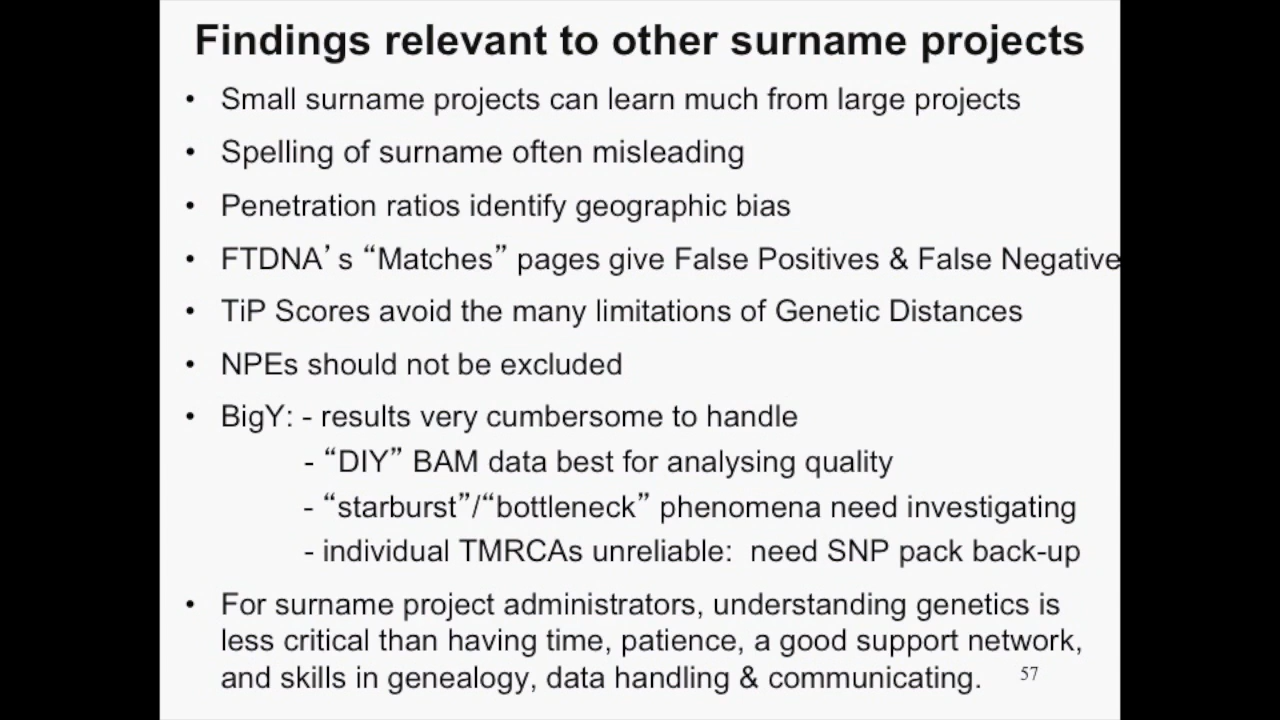 Findings relevant to other surname projects
• Small surname projects can learn much from large projects
• Spelling of surname often misleading
• Penetration ratios identify geographic bias
• FTDNA’s “Matches” pages give False Positives & False Negative
• TiP Scores avoid the many limitations of Genetic Distances
• NPEs should not be excluded
• BigY: - results very cumbersome to handle
- “DIY” BAM data best for analysing quality
- “starburst”/“bottleneck” phenomena need investigating
- individual TMRCAs unreliable: need SNP pack back-up
• For surname project administrators, understanding genetics is
less critical than having time, patience, a good support network,
and skills in genealogy, data handling & communicating.
57